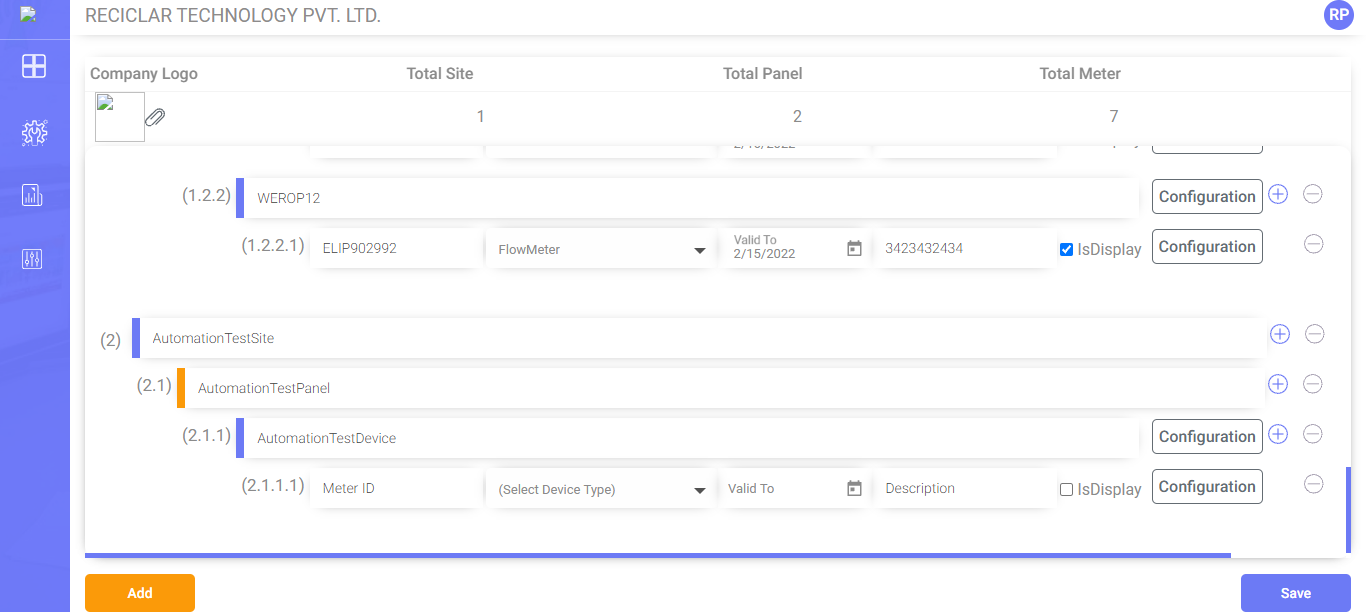 RECICLAR TECHNOLOGY PVT. LTD.
RP
Company Logo Total Site Total Panel Total Meter
1 2 7
(1.2.2) WEROP12 Configuration
(1.2.2.1) ELIP902992 FlowMeter Valid To 2/15/2022 3423432434 IsDisplay Configuration
(2) AutomationTestSite
(2.1) AutomationTestPanel
(2.1.1) AutomationTestDevice Configuration
(2.1.1.1) Meter ID (Select Device Type) Valid To Description IsDisplay Configuration
Add Save